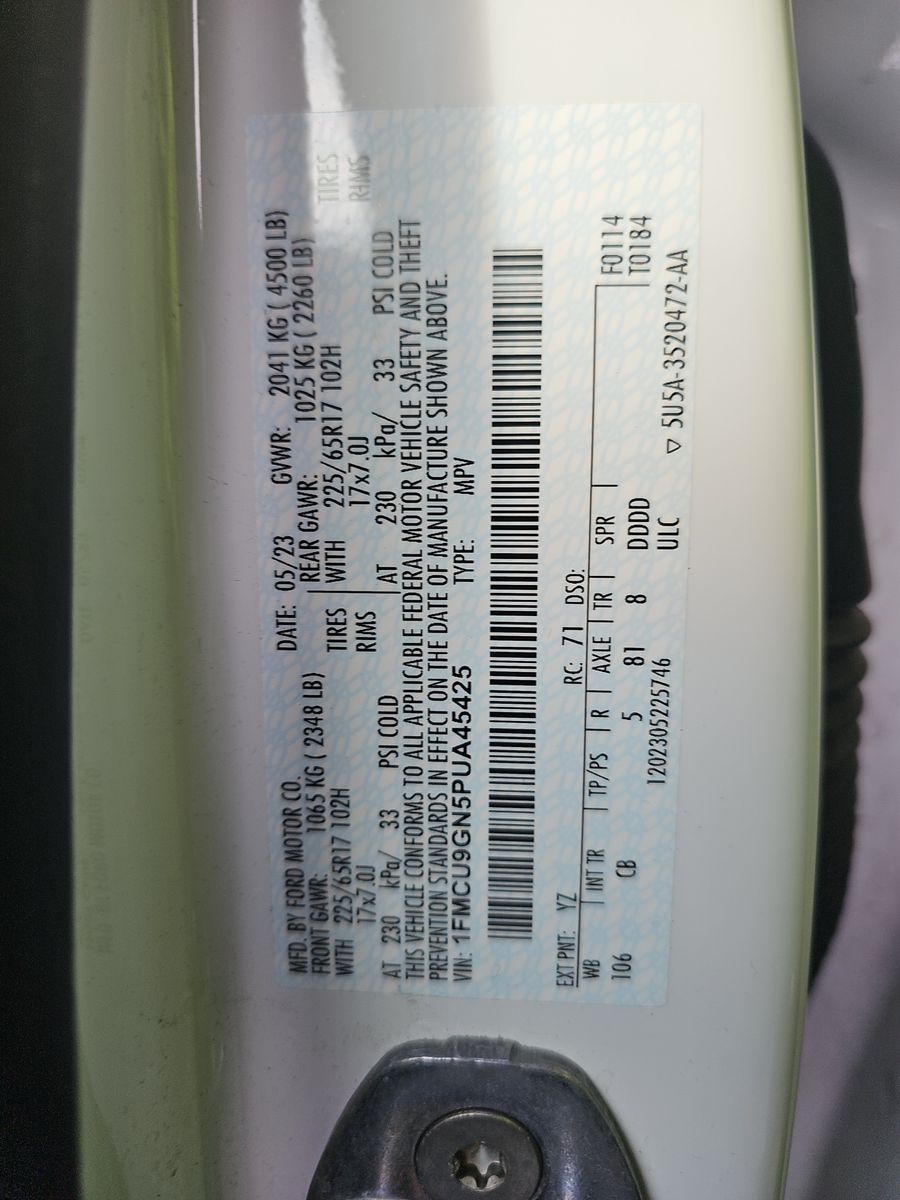 MFD. BY FORD MOTOR CO. DATE: 05/23 GVWR: 2041 KG ( 4500 LB)
FRONT GAWR: 1065 KG ( 2348 LB) REAR GAWR: 1025 KG ( 2260 LB)
WITH 225/65R17 102H TIRES WITH 225/65R17 102H TIRES
17x7.0J RIMS 17x7.0J RIMS
AT 230 kPa/ 33 PSI COLD AT 230 kPa/ 33 PSI COLD
THIS VEHICLE CONFORMS TO ALL APPLICABLE FEDERAL MOTOR VEHICLE SAFETY AND THEFT
PREVENTION STANDARDS IN EFFECT ON THE DATE OF MANUFACTURE SHOWN ABOVE.
VIN: 1FMCU9GN5PUA45425 TYPE: MPV
EXT PNT: YZ RC: 71 DSO:
WB INT TR TP/PS R AXLE TR SPR F0114
106 CB 5 81 8 DDDD T0184
1202305225746 ULC ▽ 5U5A-3520472-AA